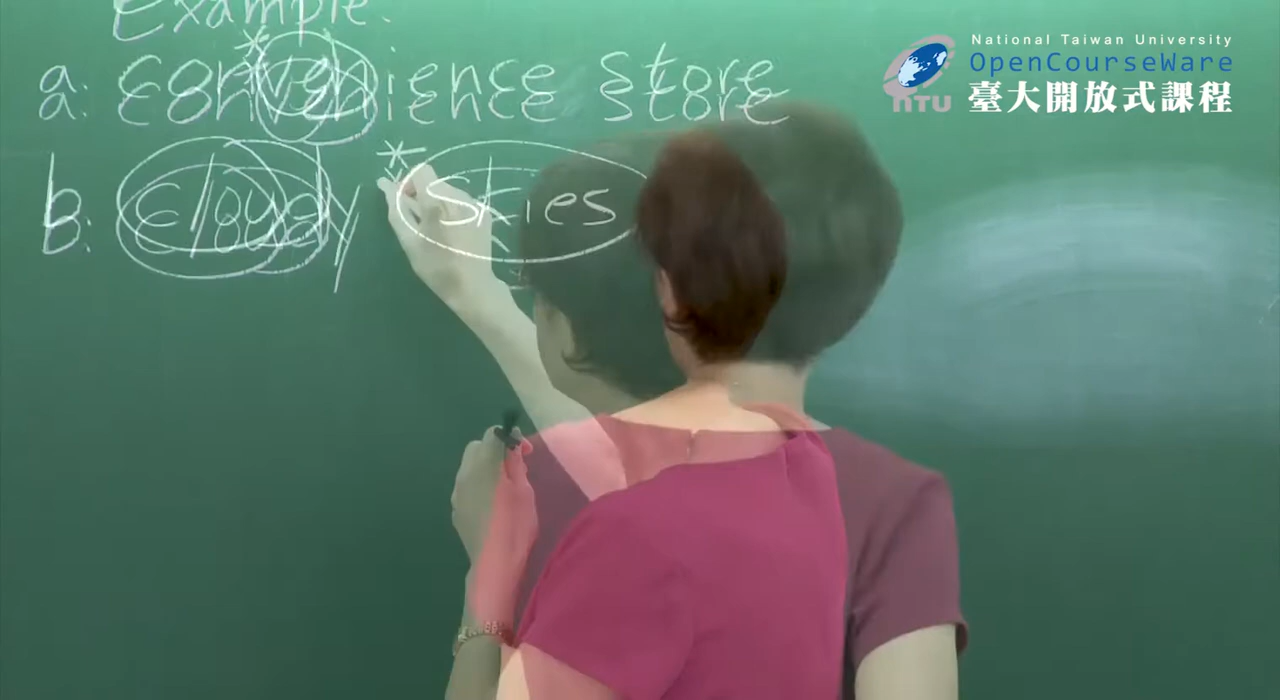 Example:
a: convenience store
b: cloudy * skies
National Taiwan University
OpenCourseWare
NTU
臺大開放式課程